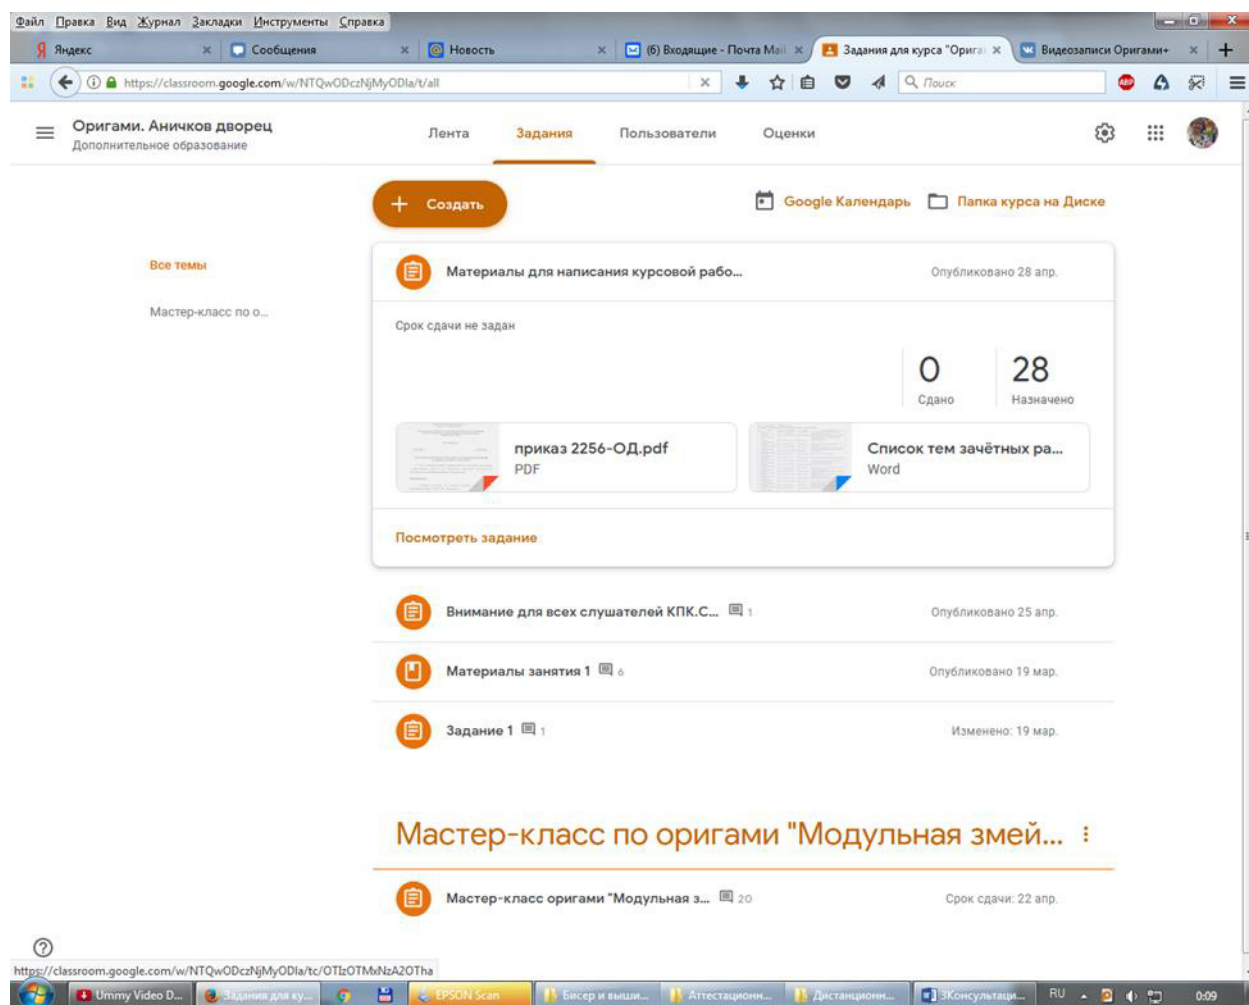 Файл Правка Вид Журнал Закладки Инструменты Справка
Яндекс
Сообщения
Новость
(6) Входящие - Почта Mail
Задания для курса "Орига
Видеозаписи Оригами+
https://classroom.google.com/w/NTQwODczNjMyODIa/t/all
Поиск
ABP
Оригами. Аничков дворец
Дополнительное образование
Лента
Задания
Пользователи
Оценки
+ Создать
Google Календарь
Папка курса на Диске
Все темы
Мастер-класс по о...
Материалы для написания курсовой рабо...
Опубликовано 28 апр.
Срок сдачи не задан
0
Сдано
28
Назначено
приказ 2256-ОД.pdf
PDF
Список тем зачётных ра...
Word
Посмотреть задание
Внимание для всех слушателей КПК.С... 1
Опубликовано 25 апр.
Материалы занятия 1 6
Опубликовано 19 мар.
Задание 1 1
Изменено: 19 мар.
Мастер-класс по оригами "Модульная змей...
Мастер-класс оригами "Модульная з... 20
Срок сдачи: 22 апр.
https://classroom.google.com/w/NTQwODczNjMyODIa/tc/OTIzOTMxNzA2OTha
Ummy Video D...
Задания для ку...
EPSON Scan
Бисер и выши...
Аттестационн...
Дистанционн...
3Консультаци...
RU
0:09